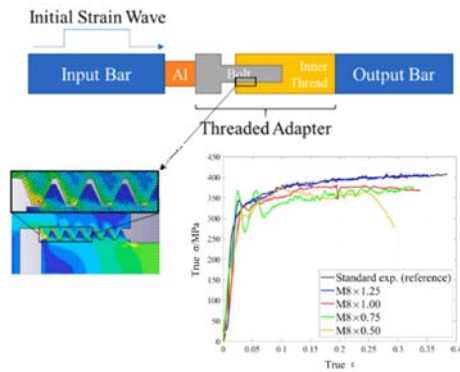 Initial Strain Wave
Input Bar
Al
Bolt
Inner
Thread
Output Bar
Threaded Adapter
450
400
350
300
250
200
150
100
50
0
True σ/MPa
Standard exp. (reference)
M8×1.25
M8×1.00
M8×0.75
M8×0.50
0 0.05 0.1 0.15 0.2 0.25 0.3 0.35 0.4
True ε